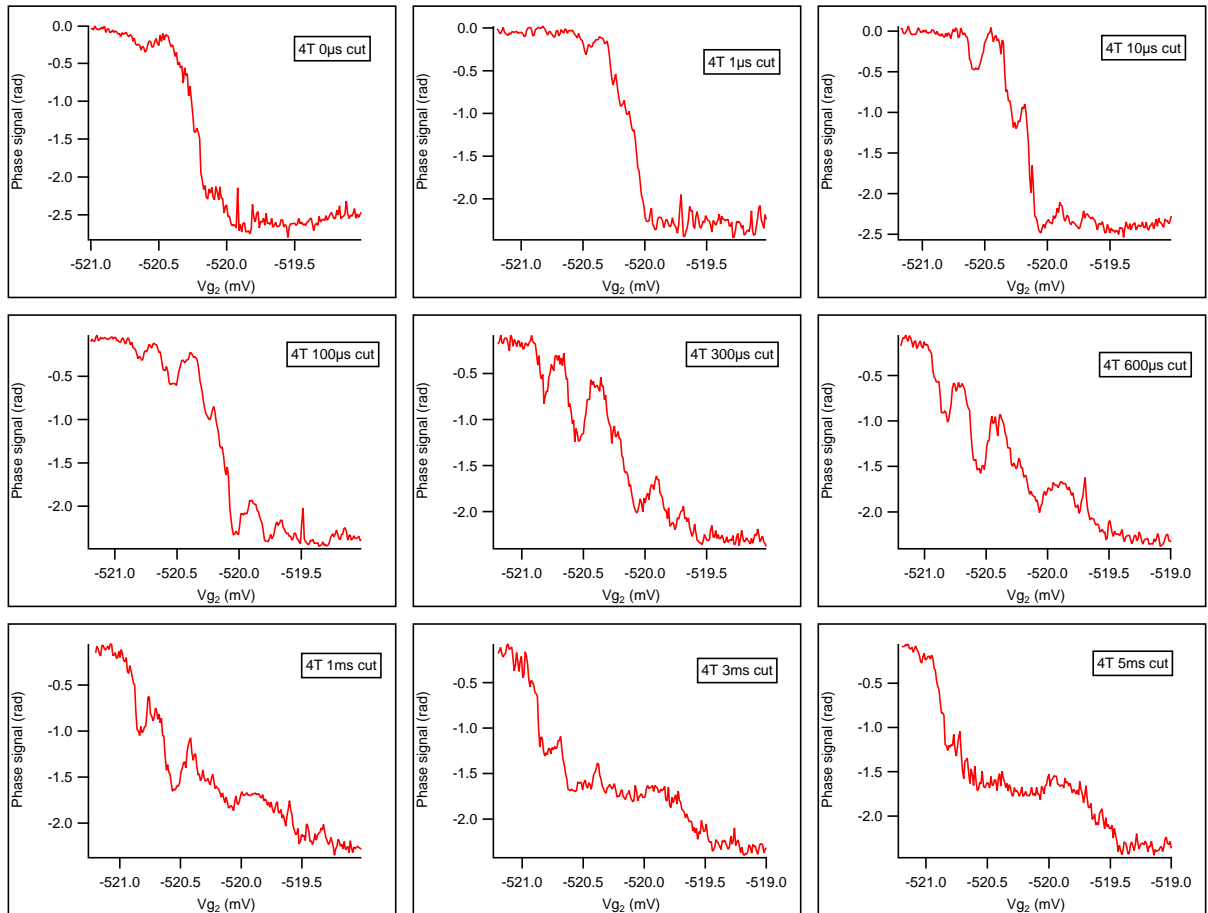 0.0
-0.5
-1.0
-1.5
-2.0
-2.5
Phase signal (rad)
4T 0µs cut
-521.0 -520.5 -520.0 -519.5
Vg₂ (mV)
0.0
-0.5
-1.0
-1.5
-2.0
Phase signal (rad)
4T 1µs cut
-521.0 -520.5 -520.0 -519.5
Vg₂ (mV)
0.0
-0.5
-1.0
-1.5
-2.0
-2.5
Phase signal (rad)
4T 10µs cut
-521.0 -520.5 -520.0 -519.5
Vg₂ (mV)
-0.5
-1.0
-1.5
-2.0
Phase signal (rad)
4T 100µs cut
-521.0 -520.5 -520.0 -519.5
Vg₂ (mV)
-0.5
-1.0
-1.5
-2.0
Phase signal (rad)
4T 300µs cut
-521.0 -520.5 -520.0 -519.5
Vg₂ (mV)
-0.5
-1.0
-1.5
-2.0
Phase signal (rad)
4T 600µs cut
-521.0 -520.5 -520.0 -519.5 -519.0
Vg₂ (mV)
-0.5
-1.0
-1.5
-2.0
Phase signal (rad)
4T 1ms cut
-521.0 -520.5 -520.0 -519.5
Vg₂ (mV)
-0.5
-1.0
-1.5
-2.0
Phase signal (rad)
4T 3ms cut
-521.0 -520.5 -520.0 -519.5 -519.0
Vg₂ (mV)
-0.5
-1.0
-1.5
-2.0
Phase signal (rad)
4T 5ms cut
-521.0 -520.5 -520.0 -519.5 -519.0
Vg₂ (mV)